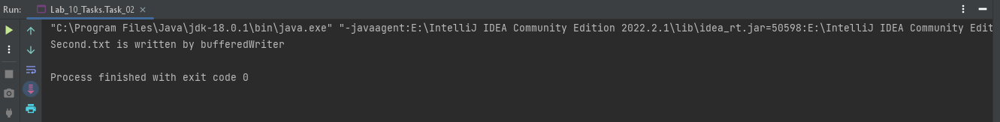 Run: Lab_10_Tasks.Task_02 ×
"C:\Program Files\Java\jdk-18.0.1\bin\java.exe" "-javaagent:E:\IntelliJ IDEA Community Edition 2022.2.1\lib\idea_rt.jar=50598:E:\IntelliJ IDEA Community Edit
Second.txt is written by bufferedWriter
Process finished with exit code 0